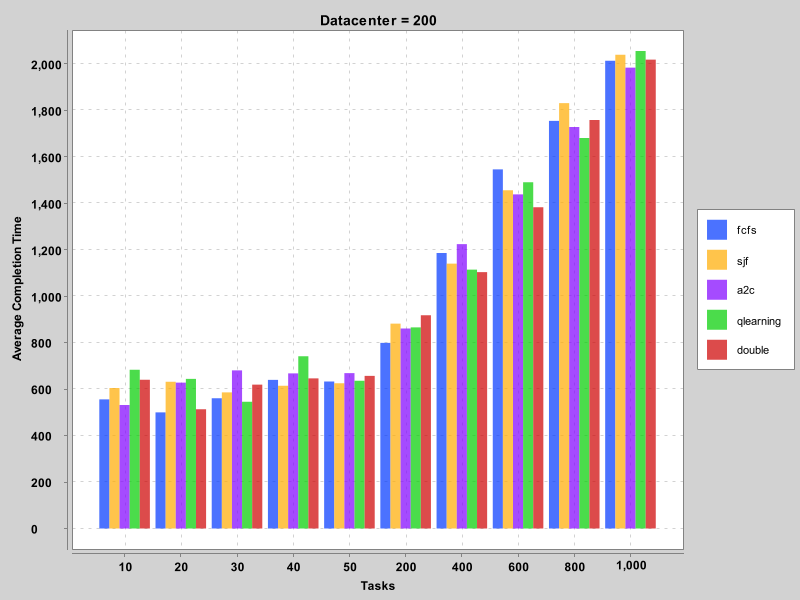 Datacenter = 200
Average Completion Time
2,000
1,800
1,600
1,400
1,200
1,000
800
600
400
200
0
10 20 30 40 50 200 400 600 800 1,000
Tasks
fcfs
sjf
a2c
qlearning
double